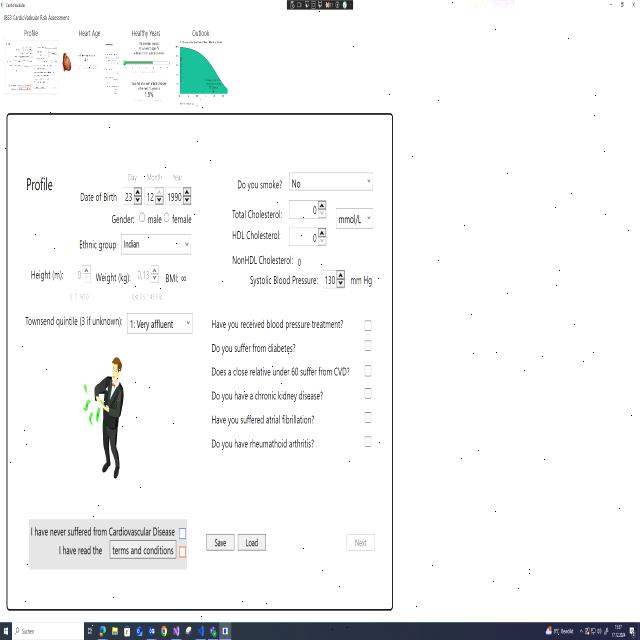 CardioVascular
JBS3 CardioVascular Risk Assessment
Profile
Heart Age
Healthy Years
Outlook
Profile
Day Month Year
Date of Birth 23 12 1990
Gender: male female
Ethnic group Indian
Height (m): 0 Weight (kg): 0,13 BMI: ∞
Townsend quintile (3 if unknown): 1: Very affluent
Do you smoke? No
Total Cholesterol: 0 mmol/L
HDL Cholesterol: 0
NonHDL Cholesterol: 0
Systolic Blood Pressure: 130 mm Hg
Have you received blood pressure treatment?
Do you suffer from diabetes?
Does a close relative under 60 suffer from CVD?
Do you have a chronic kidney disease?
Have you suffered atrial fibrillation?
Do you have rheumathoid arthritis?
I have never suffered from Cardiovascular Disease
I have read the terms and conditions
Save Load Next
Suchen